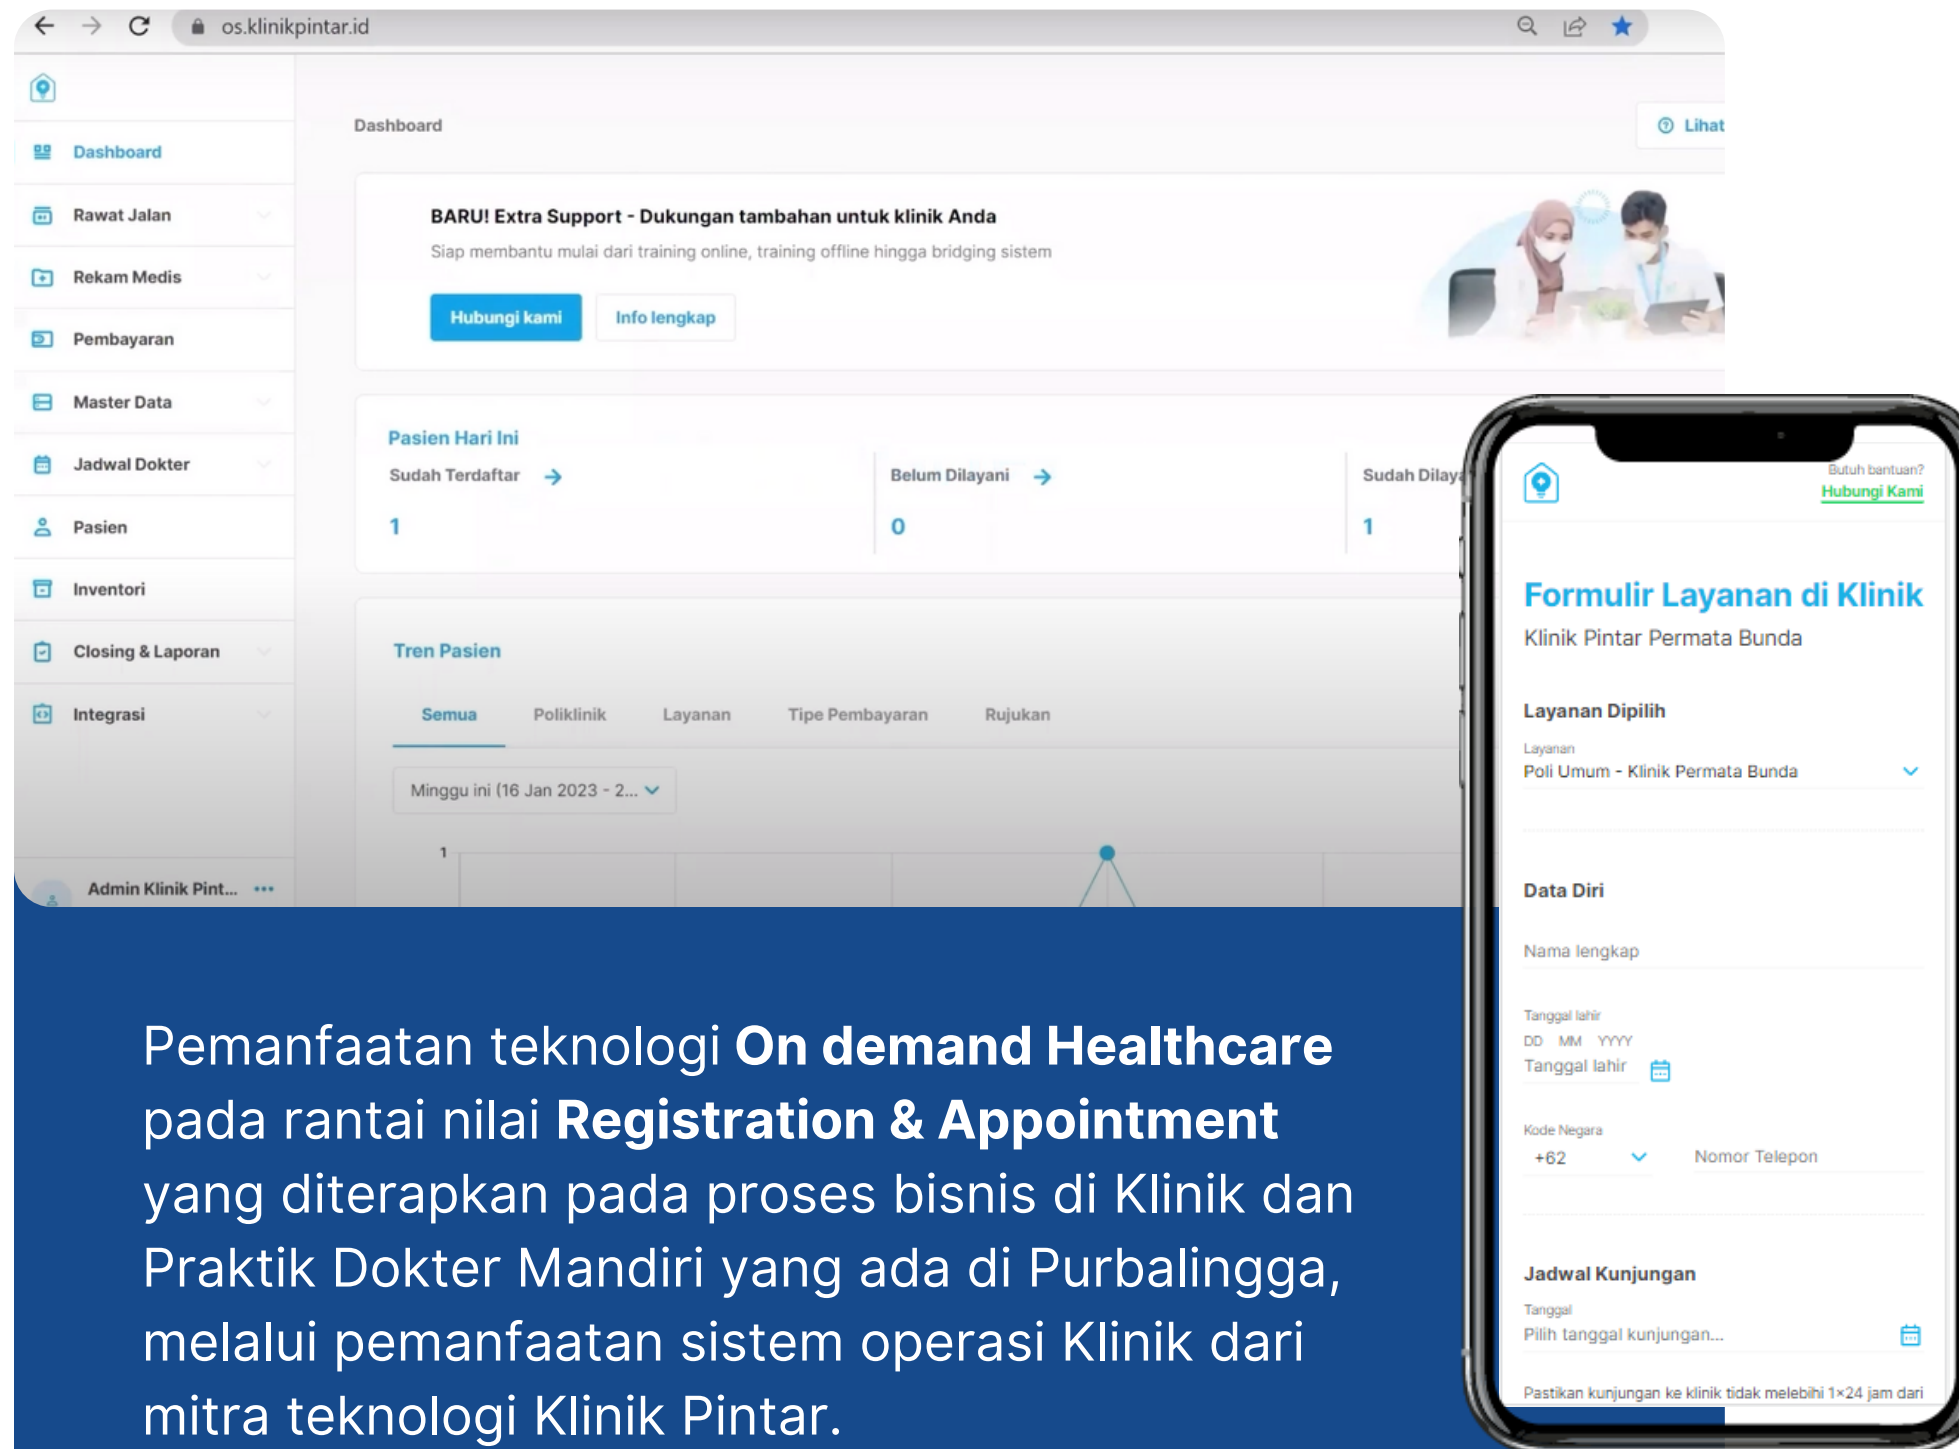 os.klinikpintar.id
Dashboard
Rawat Jalan
Rekam Medis
Pembayaran
Master Data
Jadwal Dokter
Pasien
Inventori
Closing & Laporan
Integrasi
Admin Klinik Pint... •••
Dashboard
Lihat
BARU! Extra Support - Dukungan tambahan untuk klinik Anda
Siap membantu mulai dari training online, training offline hingga bridging sistem
Hubungi kami Info lengkap
Pasien Hari Ini
Sudah Terdaftar → Belum Dilayani → Sudah Dilaya
1 0 1
Tren Pasien
Semua Poliklinik Layanan Tipe Pembayaran Rujukan
Minggu ini (16 Jan 2023 - 2...
1
Butuh bantuan?
Hubungi Kami
Formulir Layanan di Klinik
Klinik Pintar Permata Bunda
Layanan Dipilih
Layanan
Poli Umum - Klinik Permata Bunda
Data Diri
Nama lengkap
Tanggal lahir
DD MM YYYY
Tanggal lahir
Kode Negara
+62 Nomor Telepon
Jadwal Kunjungan
Tanggal
Pilih tanggal kunjungan...
Pastikan kunjungan ke klinik tidak melebihi 1×24 jam dari
Pemanfaatan teknologi On demand Healthcare
pada rantai nilai Registration & Appointment
yang diterapkan pada proses bisnis di Klinik dan
Praktik Dokter Mandiri yang ada di Purbalingga,
melalui pemanfaatan sistem operasi Klinik dari
mitra teknologi Klinik Pintar.